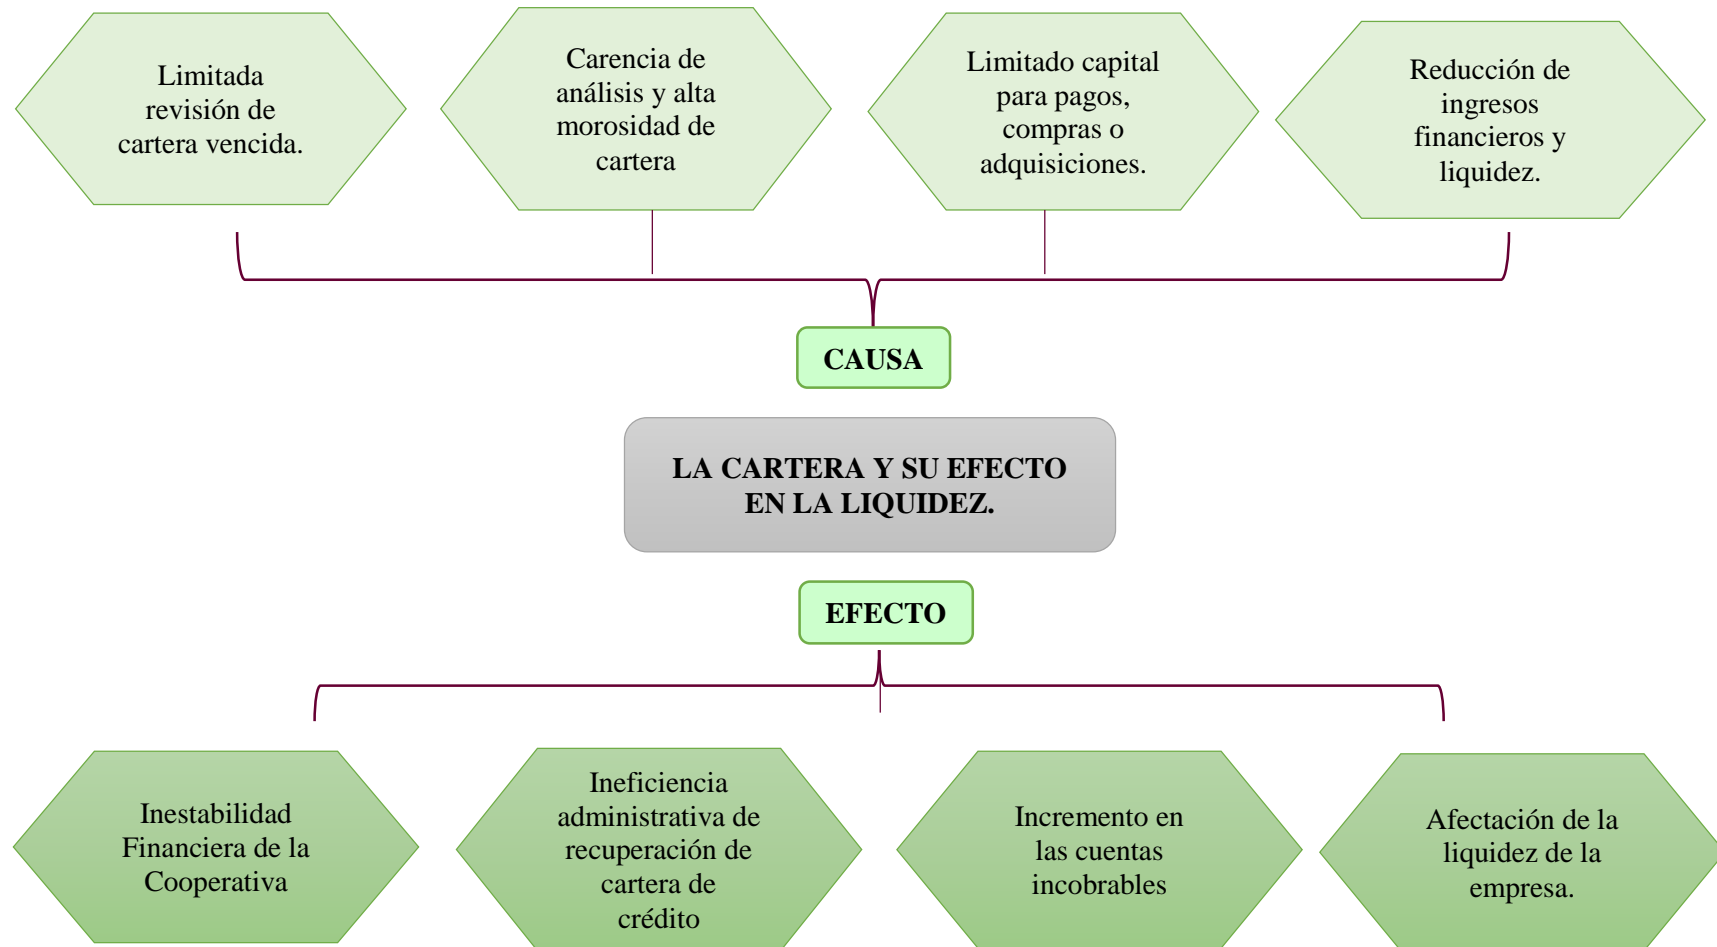 Limitada
revisión de
cartera vencida.
Carencia de
análisis y alta
morosidad de
cartera
Limitado capital
para pagos,
compras o
adquisiciones.
Reducción de
ingresos
financieros y
liquidez.
CAUSA
LA CARTERA Y SU EFECTO
EN LA LIQUIDEZ.
EFECTO
Inestabilidad
Financiera de la
Cooperativa
Ineficiencia
administrativa de
recuperación de
cartera de
crédito
Incremento en
las cuentas
incobrables
Afectación de la
liquidez de la
empresa.